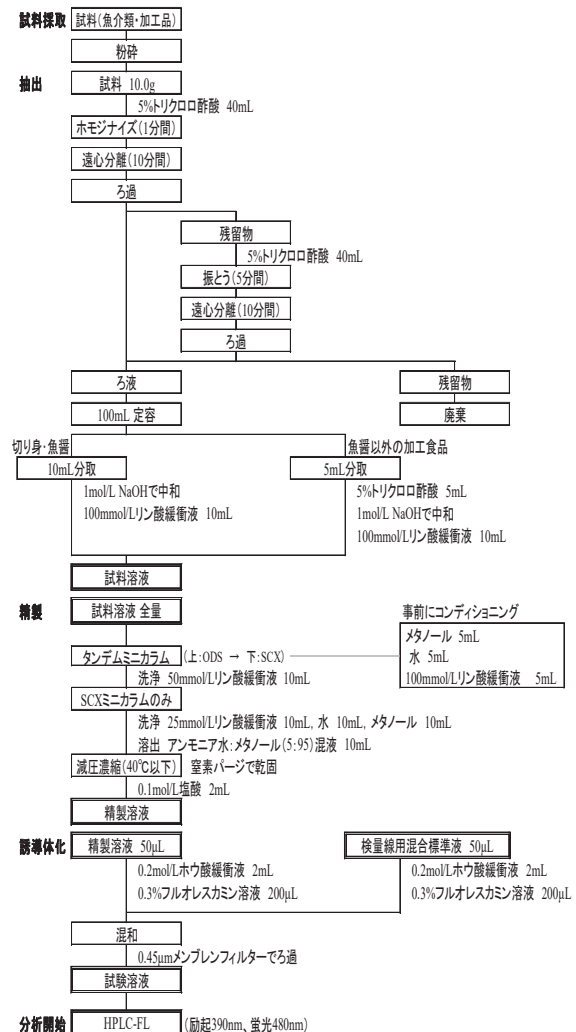 試料採取 試料(魚介類・加工品)
粉砕
抽出 試料 10.0g
5%トリクロロ酢酸 40mL
ホモジナイズ(1分間)
遠心分離(10分間)
ろ過
残留物
5%トリクロロ酢酸 40mL
振とう(5分間)
遠心分離(10分間)
ろ過
ろ液 残留物
100mL 定容 廃棄
切り身・魚醤 魚醤以外の加工食品
10mL分取 5mL分取
1mol/L NaOHで中和 5%トリクロロ酢酸 5mL
100mmol/Lリン酸緩衝液 10mL 1mol/L NaOHで中和
100mmol/Lリン酸緩衝液 10mL
試料溶液
精製 試料溶液 全量 事前にコンディショニング
メタノール 5mL
タンデムミニカラム (上:ODS → 下:SCX) 水 5mL
洗浄 50mmol/Lリン酸緩衝液 10mL 100mmol/Lリン酸緩衝液 5mL
SCXミニカラムのみ
洗浄 25mmol/Lリン酸緩衝液 10mL, 水 10mL, メタノール 10mL
溶出 アンモニア水:メタノール(5:95)混液 10mL
減圧濃縮(40℃以下) 窒素パージで乾固
0.1mol/L塩酸 2mL
精製溶液
誘導体化 精製溶液 50μL 検量線用混合標準液 50μL
0.2mol/Lホウ酸緩衝液 2mL 0.2mol/Lホウ酸緩衝液 2mL
0.3%フルオレスカミン溶液 200μL 0.3%フルオレスカミン溶液 200μL
混和
0.45μmメンブレンフィルターでろ過
試験溶液
分析開始 HPLC-FL (励起390nm、蛍光480nm)